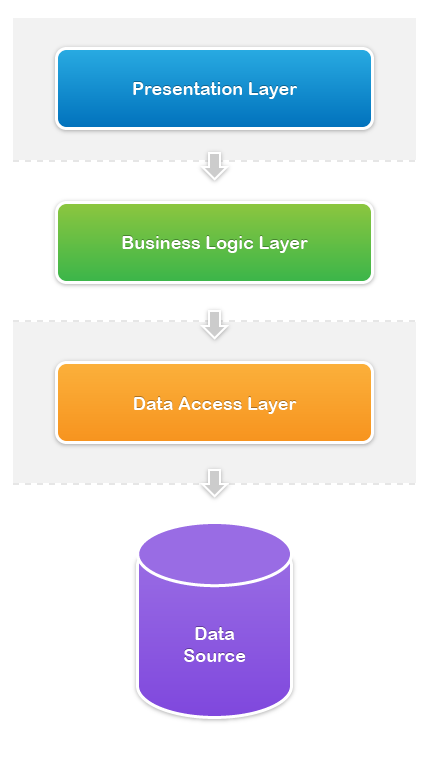 Presentation Layer
Business Logic Layer
Data Access Layer
Data
Source